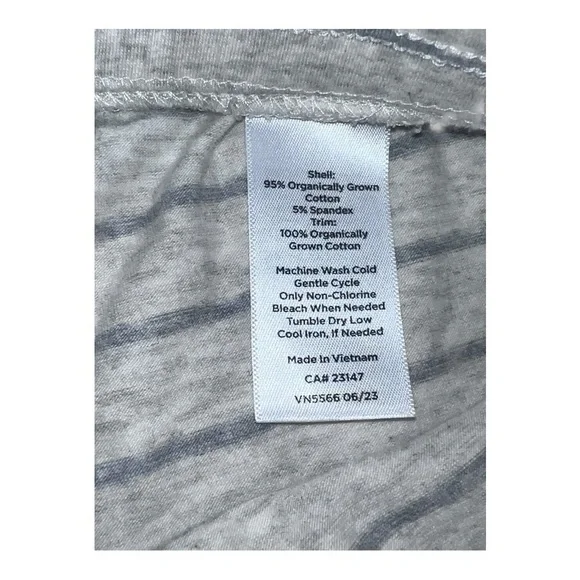 Shell:
95% Organically Grown
Cotton
5% Spandex
Trim:
100% Organically
Grown Cotton
Machine Wash Cold
Gentle Cycle
Only Non-Chlorine
Bleach When Needed
Tumble Dry Low
Cool Iron, If Needed
Made In Vietnam
CA# 23147
VN5566 06/23